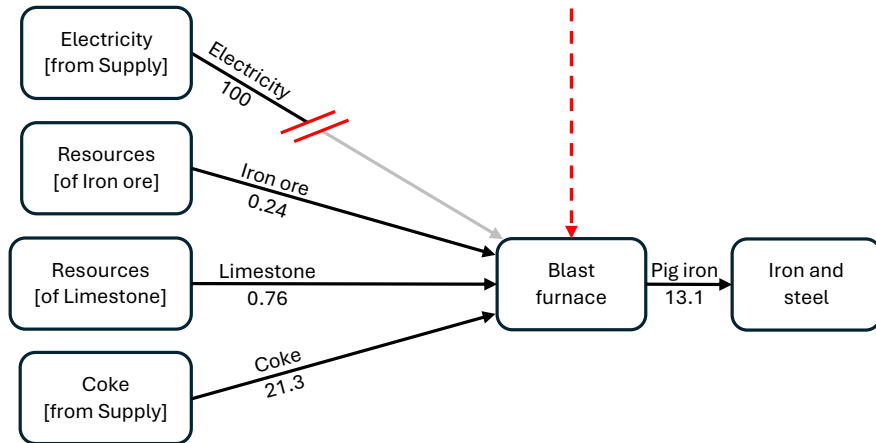 Electricity
[from Supply]
Electricity
100
Resources
[of Iron ore]
Iron ore
0.24
Resources
[of Limestone]
Limestone
0.76
Coke
[from Supply]
Coke
21.3
Blast
furnace
Pig iron
13.1
Iron and
steel